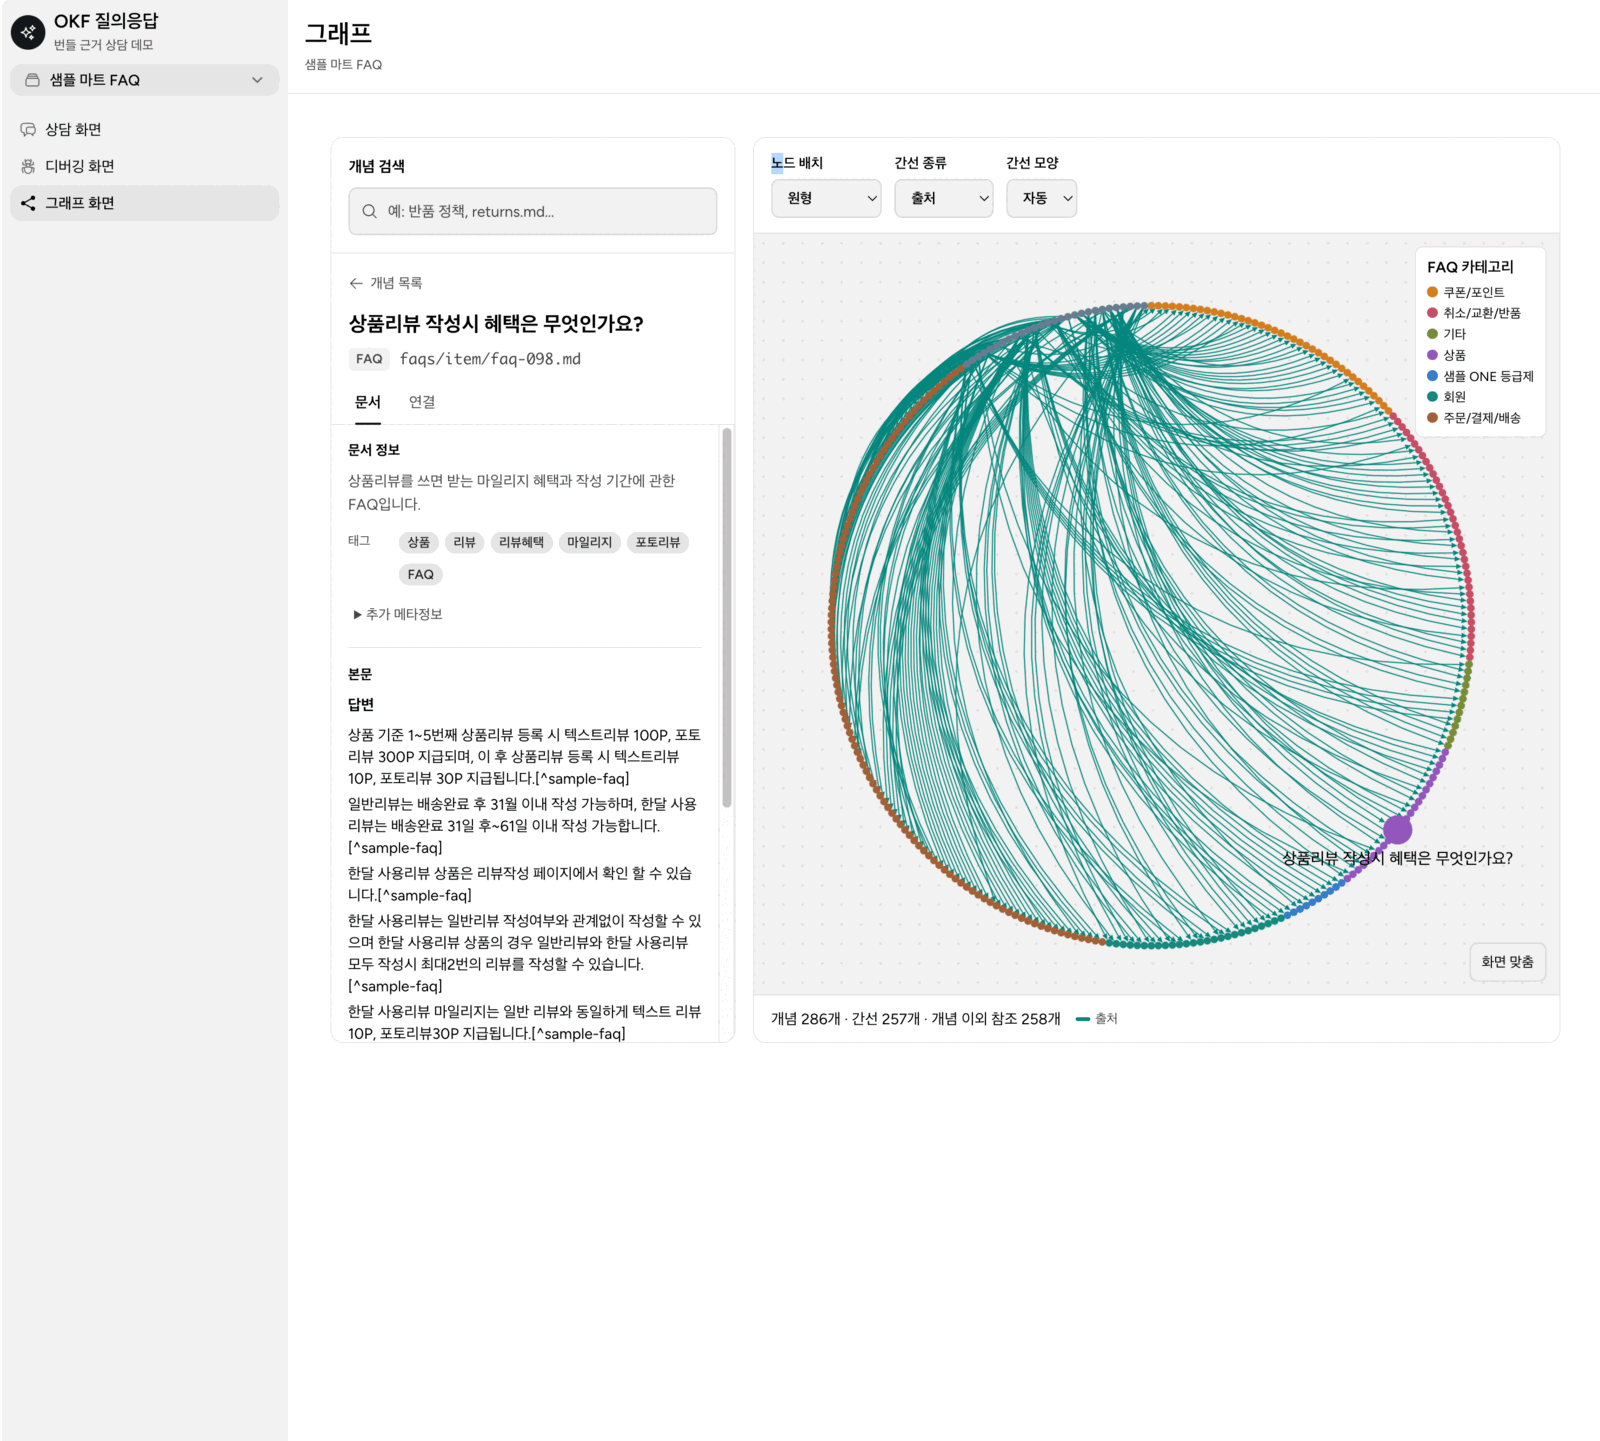 OKF 질의응답
번들 근거 상담 데모
샘플 마트 FAQ
상담 화면
디버깅 화면
그래프 화면
그래프
샘플 마트 FAQ
개념 검색
예: 반품 정책, returns.md...
개념 목록
상품리뷰 작성시 혜택은 무엇인가요?
FAQ faqs/item/faq-098.md
문서 연결
문서 정보
상품리뷰를 쓰면 받는 마일리지 혜택과 작성 기간에 관한
FAQ입니다.
태그 상품 리뷰 리뷰혜택 마일리지 포토리뷰
FAQ
▶ 추가 메타정보
본문
답변
상품 기준 1~5번째 상품리뷰 등록 시 텍스트리뷰 100P, 포토
리뷰 300P 지급되며, 이 후 상품리뷰 등록 시 텍스트리뷰
10P, 포토리뷰 30P 지급됩니다.[^sample-faq]
일반리뷰는 배송완료 후 31월 이내 작성 가능하며, 한달 사용
리뷰는 배송완료 31일 후~61일 이내 작성 가능합니다.
[^sample-faq]
한달 사용리뷰 상품은 리뷰작성 페이지에서 확인 할 수 있습
니다.[^sample-faq]
한달 사용리뷰는 일반리뷰 작성여부와 관계없이 작성할 수 있
으며 한달 사용리뷰 상품의 경우 일반리뷰와 한달 사용리뷰
모두 작성시 최대2번의 리뷰를 작성할 수 있습니다.
[^sample-faq]
한달 사용리뷰 마일리지는 일반 리뷰와 동일하게 텍스트 리뷰
10P, 포토리뷰30P 지급됩니다.[^sample-faq]
노드 배치 간선 종류 간선 모양
원형 출처 자동
FAQ 카테고리
쿠폰/포인트
취소/교환/반품
기타
상품
샘플 ONE 등급제
회원
주문/결제/배송
상품리뷰 작성시 혜택은 무엇인가요?
화면 맞춤
개념 286개 · 간선 257개 · 개념 이외 참조 258개 출처